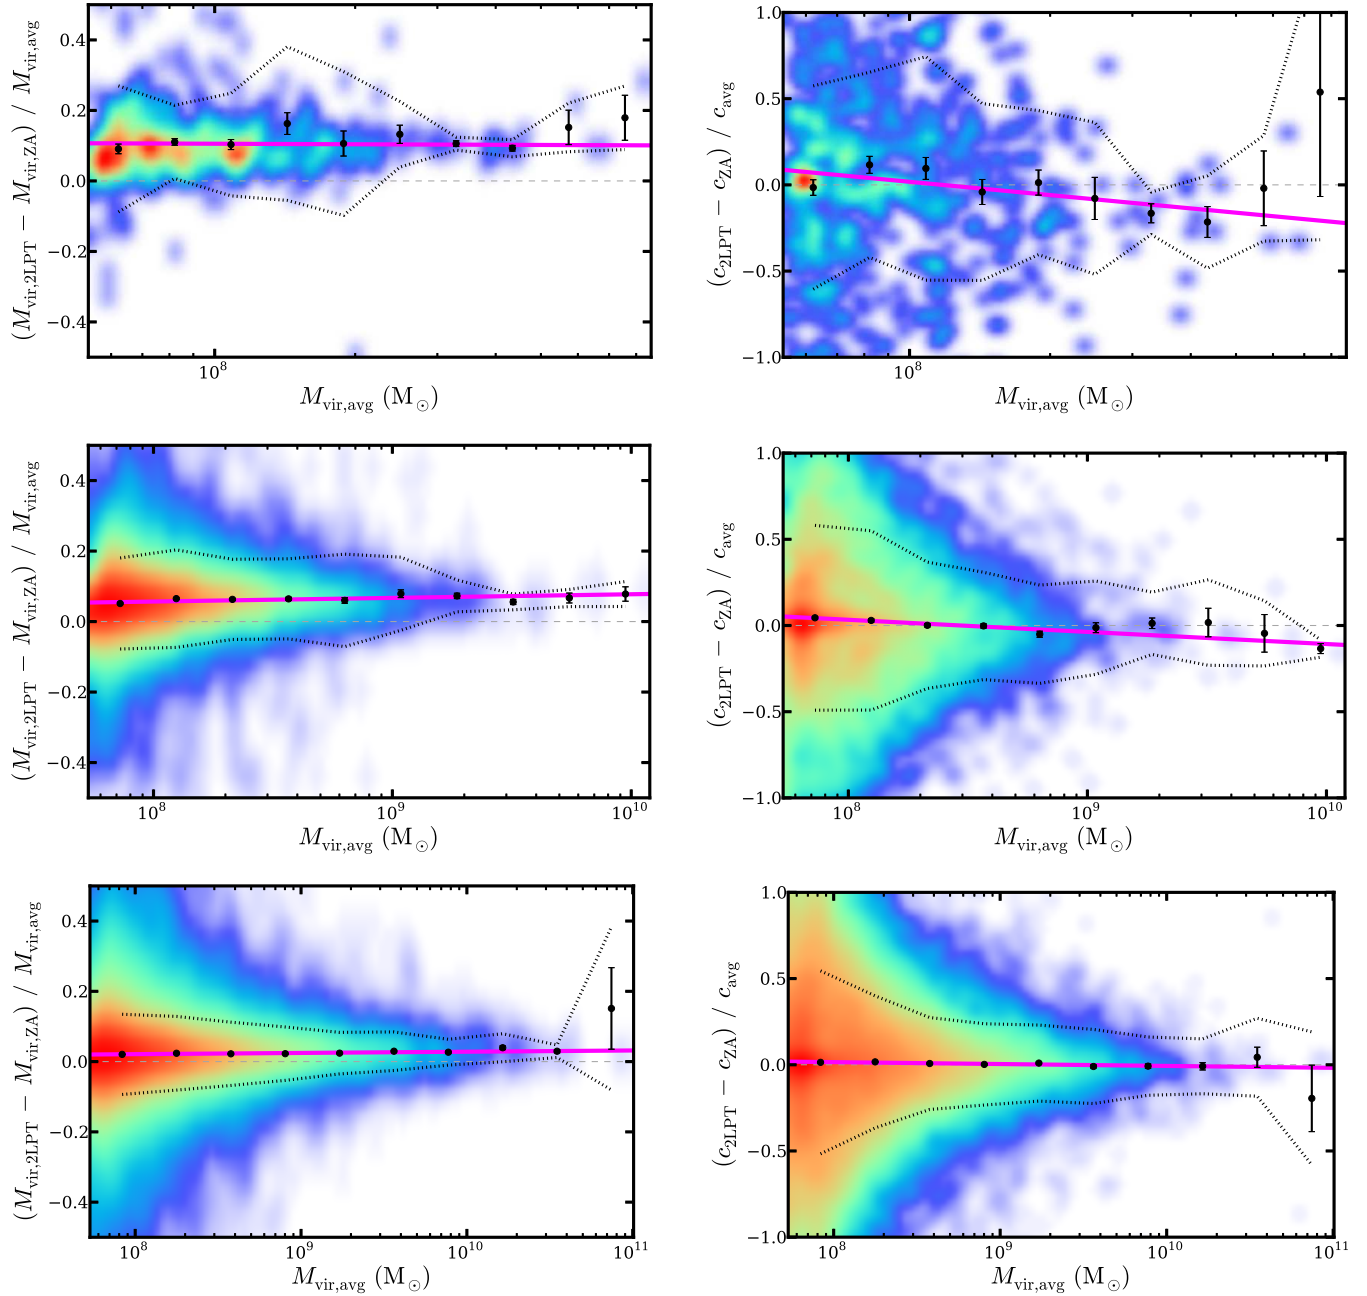 (M_vir,2LPT − M_vir,ZA) / M_vir,avg
0.4
0.2
0.0
−0.2
−0.4
10^8
M_vir,avg (M_⊙)
(c_2LPT − c_ZA) / c_avg
1.0
0.5
0.0
−0.5
−1.0
10^8
M_vir,avg (M_⊙)
(M_vir,2LPT − M_vir,ZA) / M_vir,avg
0.4
0.2
0.0
−0.2
−0.4
10^8 10^9 10^10
M_vir,avg (M_⊙)
(c_2LPT − c_ZA) / c_avg
1.0
0.5
0.0
−0.5
−1.0
10^8 10^9 10^10
M_vir,avg (M_⊙)
(M_vir,2LPT − M_vir,ZA) / M_vir,avg
0.4
0.2
0.0
−0.2
−0.4
10^8 10^9 10^10 10^11
M_vir,avg (M_⊙)
(c_2LPT − c_ZA) / c_avg
1.0
0.5
0.0
−0.5
−1.0
10^8 10^9 10^10 10^11
M_vir,avg (M_⊙)